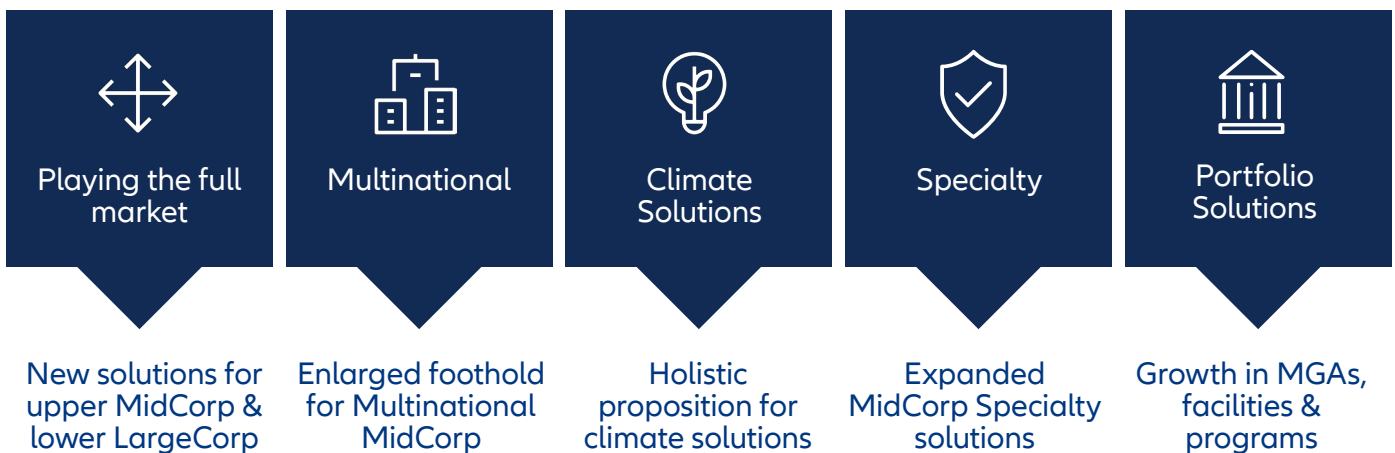 Playing the full
market
Multinational
Climate
Solutions
Specialty
Portfolio
Solutions
New solutions for
upper MidCorp &
lower LargeCorp
Enlarged foothold
for Multinational
MidCorp
Holistic
proposition for
climate solutions
Expanded
MidCorp Specialty
solutions
Growth in MGAs,
facilities &
programs